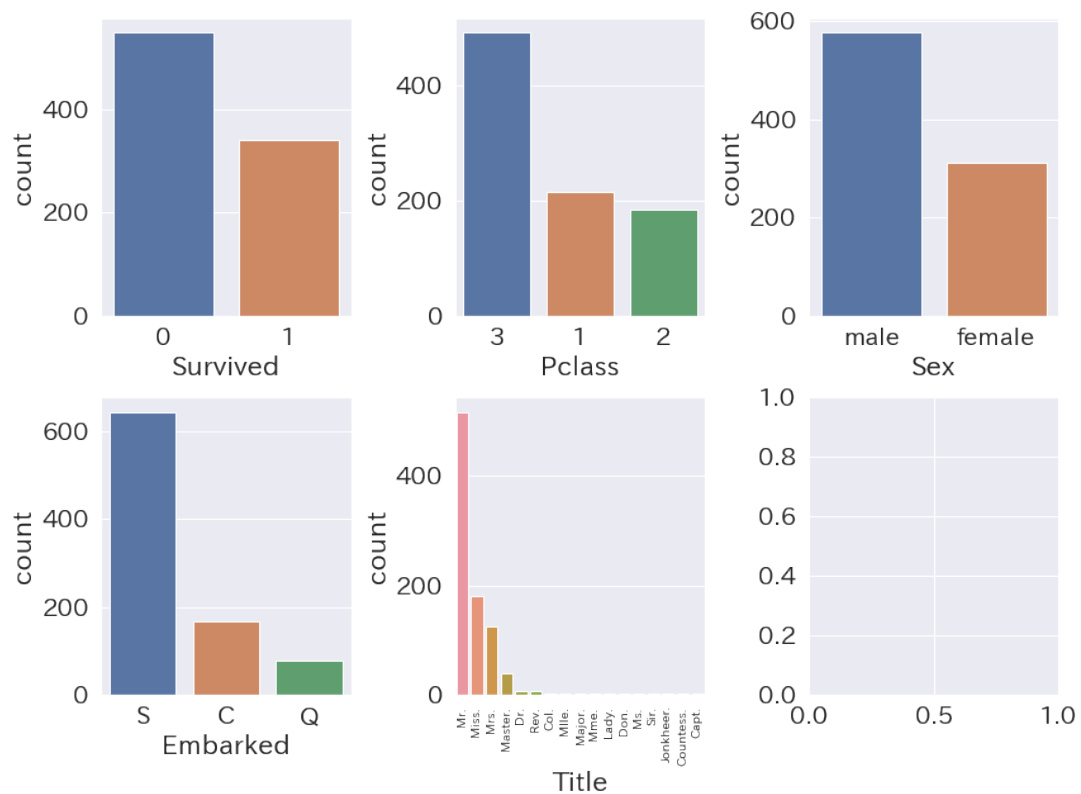 count
400
200
0
0 1
Survived
count
400
200
0
3 1 2
Pclass
count
600
400
200
0
male female
Sex
count
600
400
200
0
S C Q
Embarked
count
400
200
0
Mr. Miss. Mrs. Master. Dr. Rev. Col. Mlle. Major. Mme. Lady. Don. Ms. Sir. Jonkheer. Countess. Capt.
Title
1.0
0.8
0.6
0.4
0.2
0.0
0.0 0.5 1.0